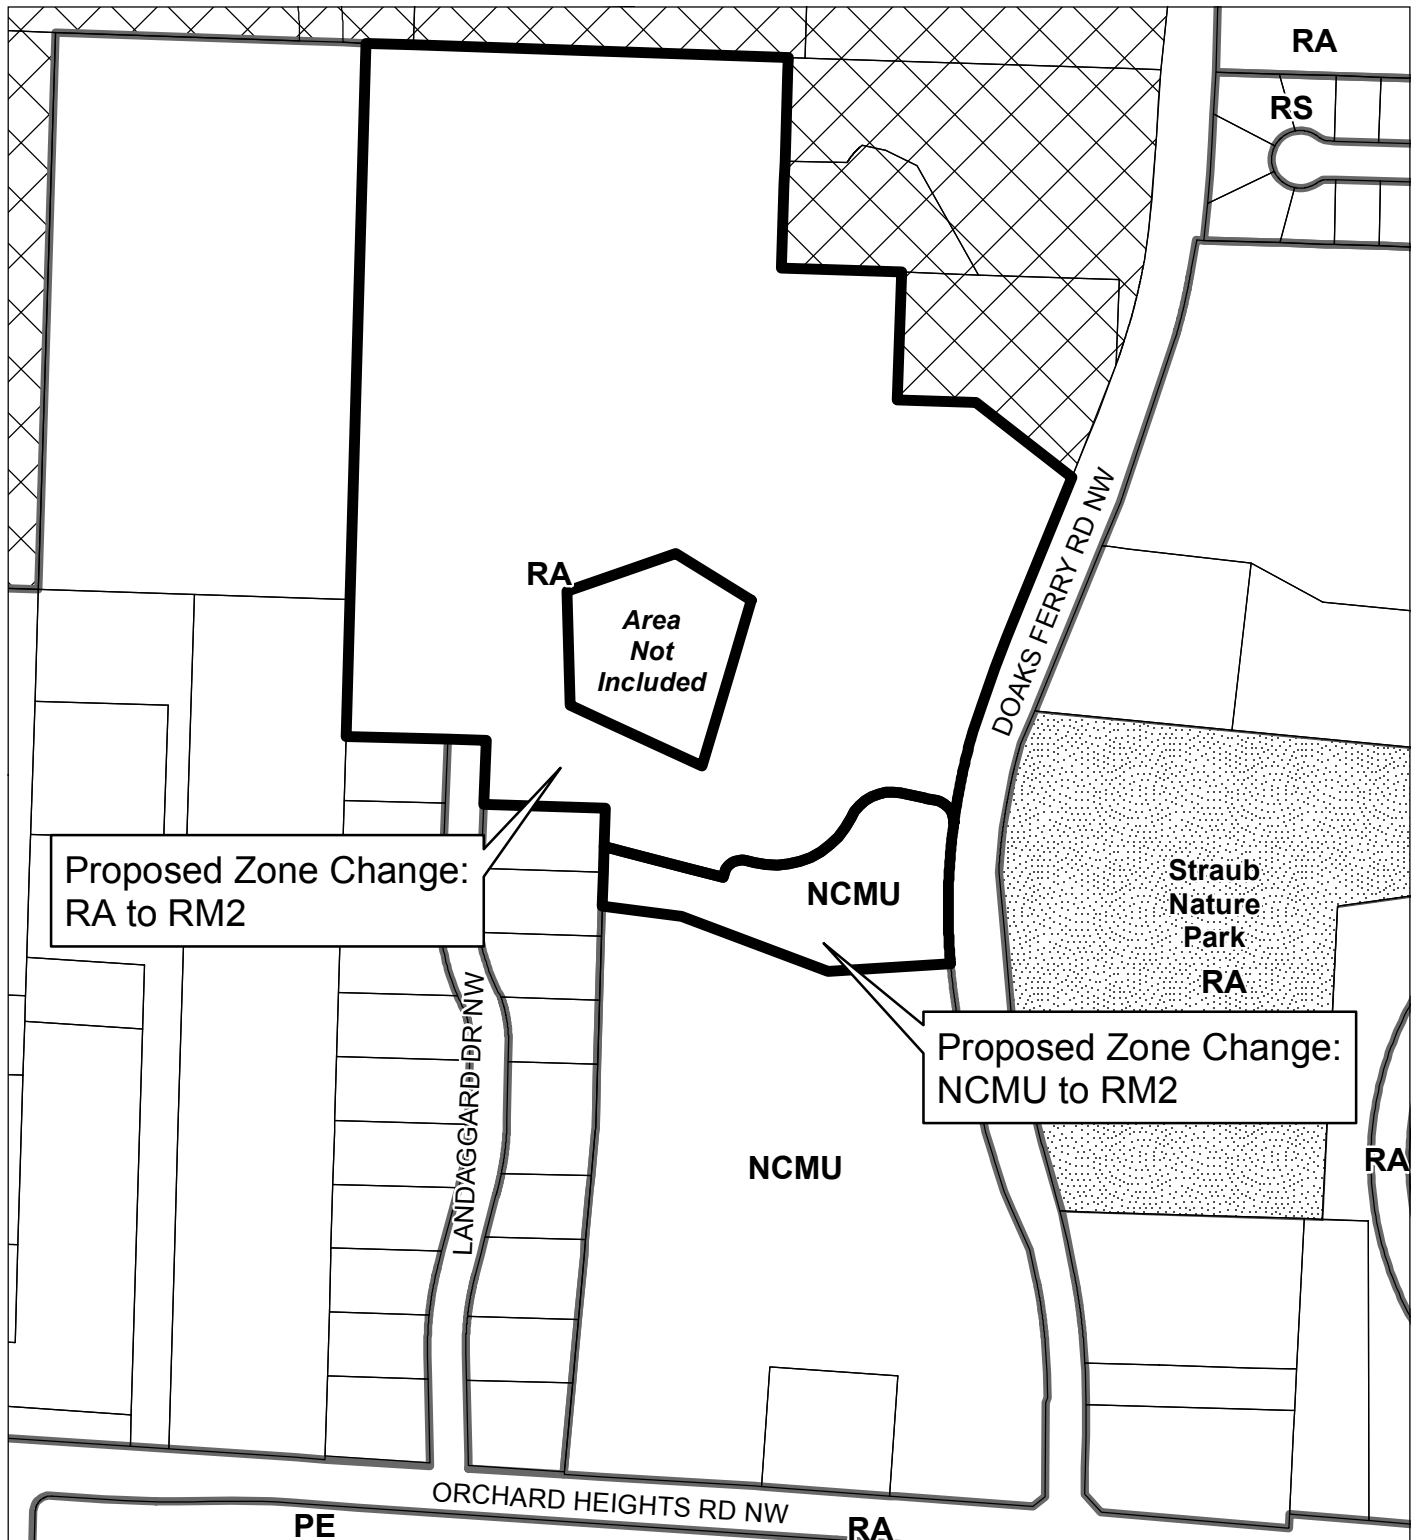 RA
RS
DOAKS FERRY RD NW
RA
Area
Not
Included
Proposed Zone Change:
RA to RM2
NCMU
Straub
Nature
Park
RA
LANDAGGARD DR NW
Proposed Zone Change:
NCMU to RM2
NCMU
RA
ORCHARD HEIGHTS RD NW
PE
RA